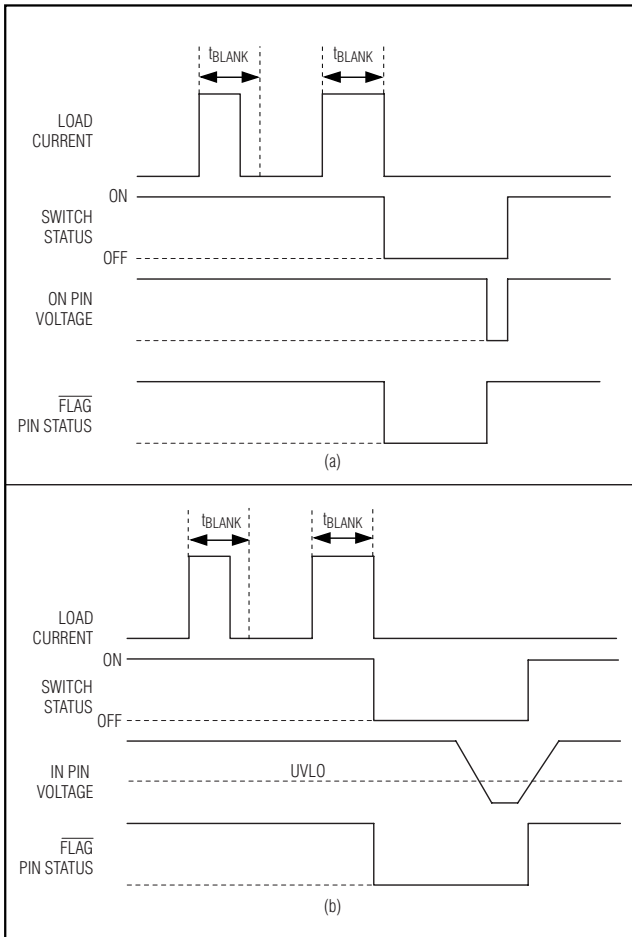 tBLANK tBLANK
LOAD
CURRENT
ON
SWITCH
STATUS
OFF
ON PIN
VOLTAGE
FLAG
PIN STATUS
(a)
tBLANK tBLANK
LOAD
CURRENT
ON
SWITCH
STATUS
OFF
UVLO
IN PIN
VOLTAGE
FLAG
PIN STATUS
(b)